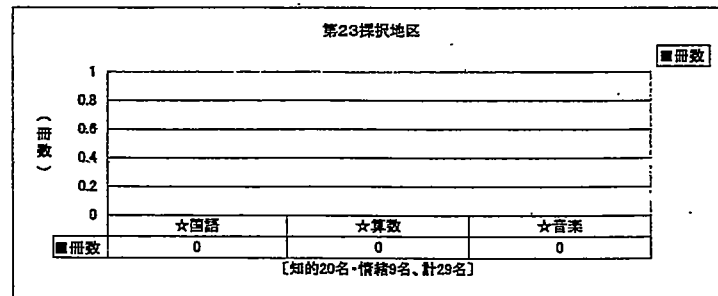 第23採択地区
■冊数
1
0.8
0.6
0.4
0.2
0
(冊数)
☆国語 ☆算数 ☆音楽
■冊数 0 0 0
[知的20名・情緒9名、計29名]